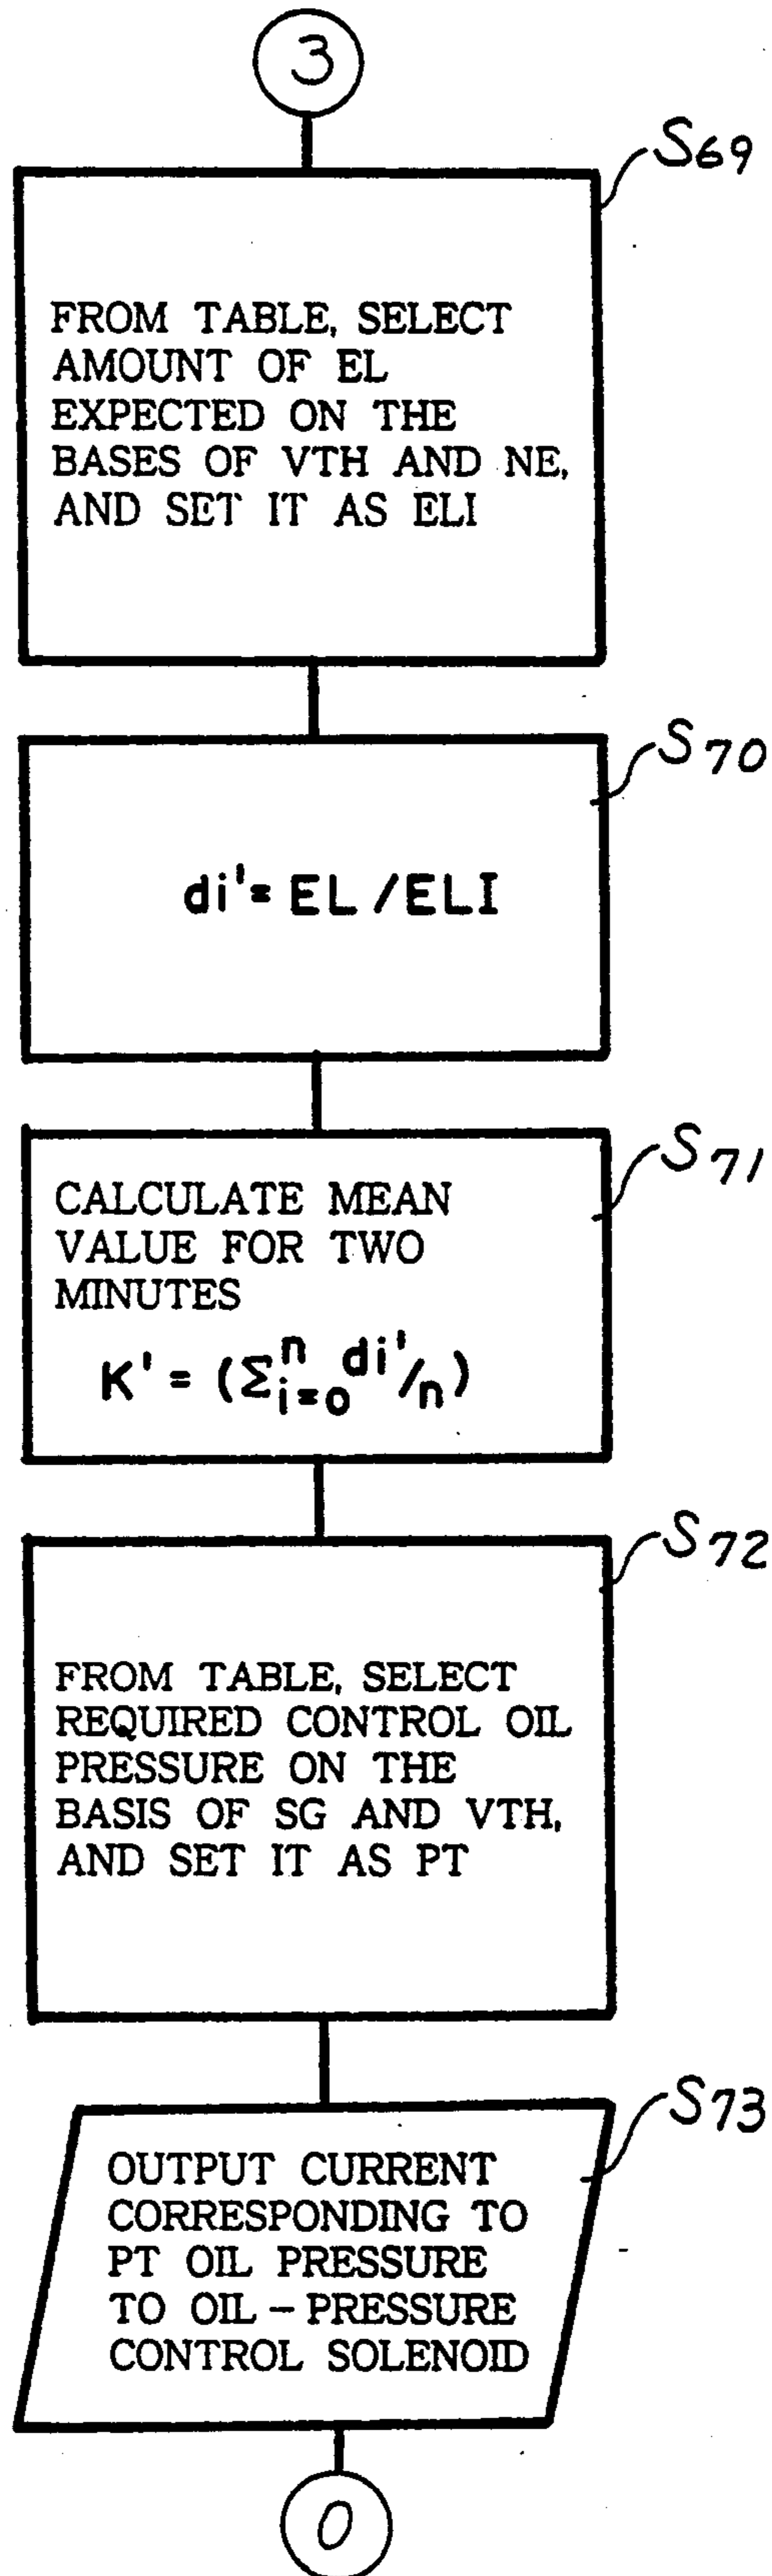 3
S69
FROM TABLE, SELECT
AMOUNT OF EL
EXPECTED ON THE
BASES OF VTH AND NE,
AND SET IT AS ELI
S70
di'= EL /ELI
S71
CALCULATE MEAN
VALUE FOR TWO
MINUTES
K' = (Σ^n_{i=0} di'/n)
S72
FROM TABLE, SELECT
REQUIRED CONTROL OIL
PRESSURE ON THE
BASIS OF SG AND VTH,
AND SET IT AS PT
S73
OUTPUT CURRENT
CORRESPONDING TO
PT OIL PRESSURE
TO OIL – PRESSURE
CONTROL SOLENOID
0